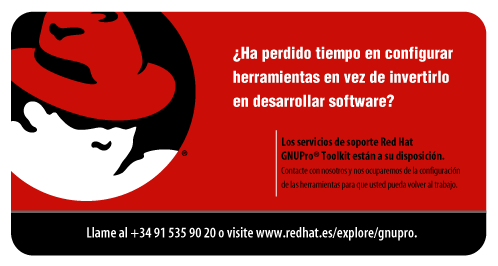 ¿Ha perdido tiempo en configurar
herramientas en vez de invertirlo
en desarrollar software?
Los servicios de soporte Red Hat
GNUPro® Toolkit están a su disposición.
Contacte con nosotros y nos ocuparemos de la configuración
de las herramientas para que usted pueda volver al trabajo.
®
Llame al +34 91 535 90 20 o visite www.redhat.es/explore/gnupro.